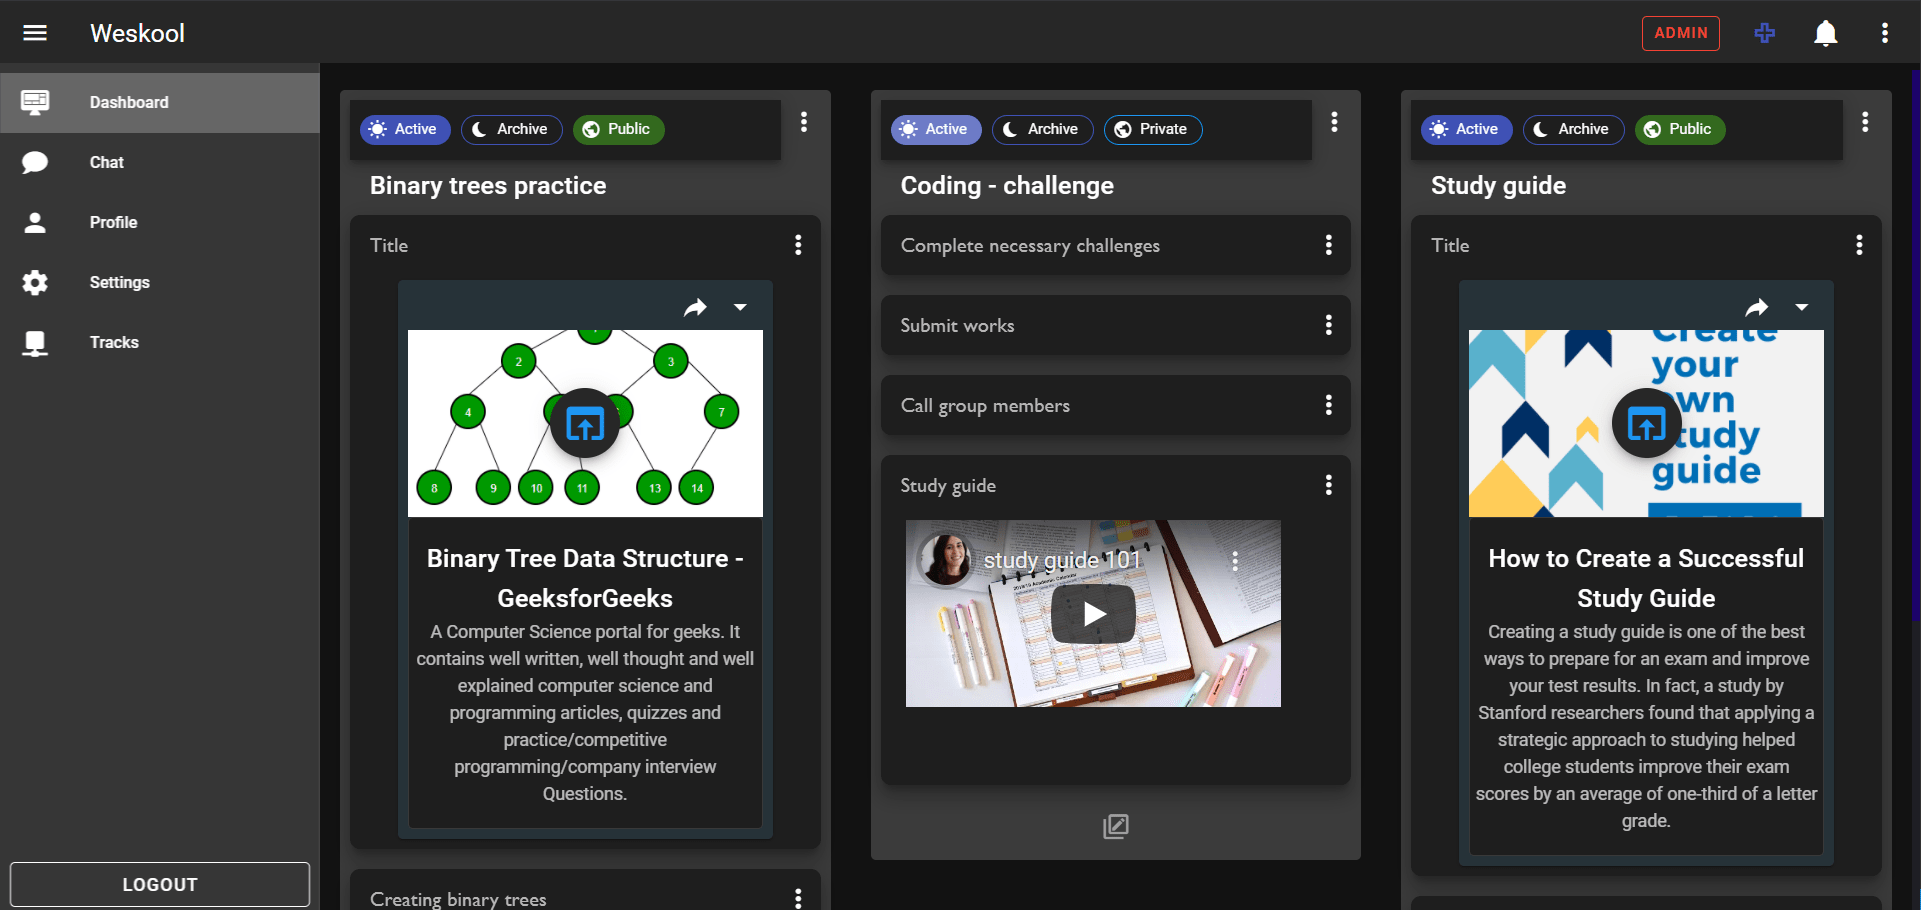 Weskool
ADMIN
Dashboard
Chat
Profile
Settings
Tracks
LOGOUT
Active
Archive
Public
Binary trees practice
Title
2
3
4
7
8
9
10
11
13
14
Binary Tree Data Structure -
GeeksforGeeks
A Computer Science portal for geeks. It
contains well written, well thought and well
explained computer science and
programming articles, quizzes and
practice/competitive
programming/company interview
Questions.
Creating binary trees
Active
Archive
Private
Coding - challenge
Complete necessary challenges
Submit works
Call group members
Study guide
study guide 101
Active
Archive
Public
Study guide
Title
Create
your
own
study
guide
How to Create a Successful
Study Guide
Creating a study guide is one of the best
ways to prepare for an exam and improve
your test results. In fact, a study by
Stanford researchers found that applying a
strategic approach to studying helped
college students improve their exam
scores by an average of one-third of a letter
grade.